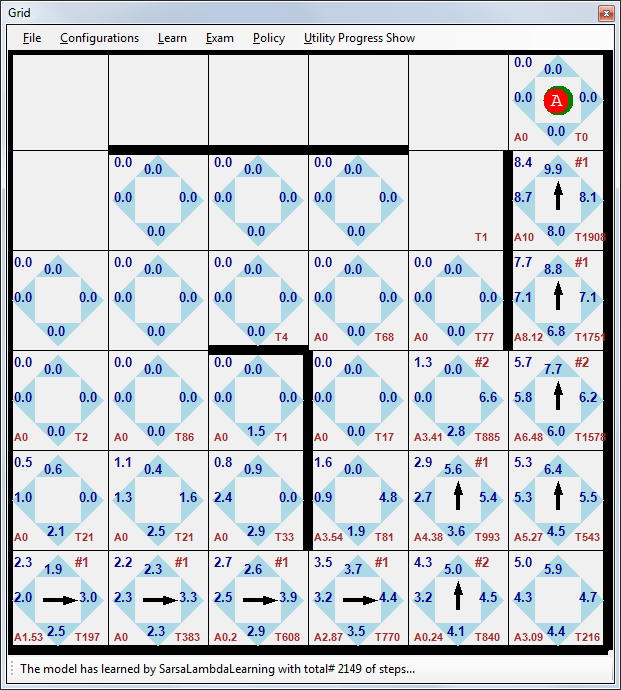 Grid
File Configurations Learn Exam Policy Utility Progress Show
0.0 0.0
0.0 A 0.0
A0 0.0 T0
0.0 0.0 0.0 0.0 0.0 0.0 8.4 9.9 #1
0.0 0.0 0.0 0.0 0.0 0.0 8.7 8.1
0.0 0.0 0.0 T1 A10 8.0 T1908
0.0 0.0 0.0 0.0 0.0 0.0 0.0 0.0 0.0 0.0 7.7 8.8 #1
0.0 0.0 0.0 0.0 0.0 0.0 0.0 0.0 0.0 0.0 7.1 7.1
0.0 0.0 0.0 T4 A0 0.0 T68 A0 0.0 T77 A8.12 6.8 T1751
0.0 0.0 0.0 0.0 0.0 0.0 0.0 0.0 1.3 0.0 #2 5.7 7.7 #2
0.0 0.0 0.0 0.0 0.0 0.0 0.0 0.0 0.0 6.6 5.8 6.2
A0 0.0 T2 A0 0.0 T86 A0 1.5 T1 A0 0.0 T17 A3.41 2.8 T885 A6.48 6.0 T1578
0.5 0.6 1.1 0.4 0.8 0.9 1.6 0.0 2.9 5.6 #1 5.3 6.4
1.0 0.0 1.3 1.6 2.4 0.0 0.9 4.8 2.7 5.4 5.3 5.5
A0 2.1 T21 A0 2.5 T21 A0 2.9 T33 A3.54 1.9 T81 A4.38 3.6 T993 A5.27 4.5 T543
2.3 1.9 #1 2.2 2.3 #1 2.7 2.6 #1 3.5 3.7 #1 4.3 5.0 #2 5.0 5.9
2.0 3.0 2.3 3.3 2.5 3.9 3.2 4.4 3.2 4.5 4.3 4.7
A1.53 2.5 T197 A0 2.3 T383 A0.2 2.9 T608 A2.87 3.5 T770 A0.24 4.1 T840 A3.09 4.4 T216
The model has learned by SarsaLambdaLearning with total# 2149 of steps...